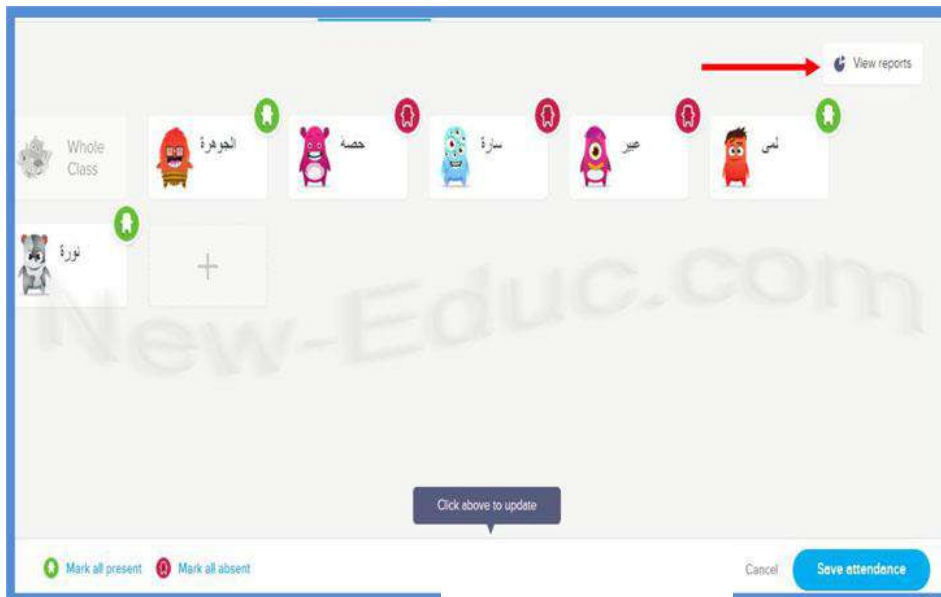 View reports
Whole
Class
الجوهرة
حصة
سارة
عبير
لمى
نورة
+
New-Educ.com
Click above to update
Mark all present
Mark all absent
Cancel
Save attendance